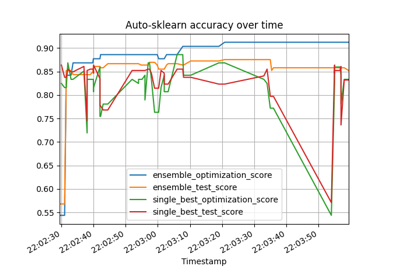 Auto-sklearn accuracy over time
0.90
0.85
0.80
0.75
0.70
0.65
0.60
0.55
ensemble_optimization_score
ensemble_test_score
single_best_optimization_score
single_best_test_score
22:02:30
22:02:40
22:02:50
22:03:00
22:03:10
22:03:20
22:03:30
22:03:40
22:03:50
Timestamp